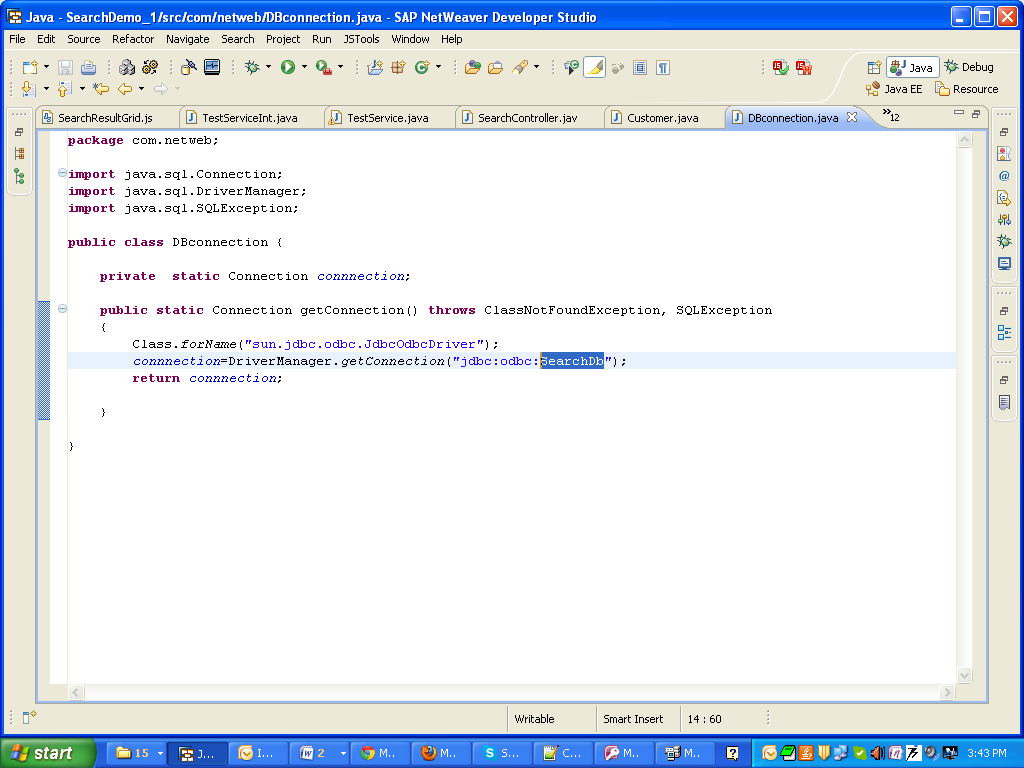 Java - SearchDemo_1/src/com/netweb/DBconnection.java - SAP NetWeaver Developer Studio
File Edit Source Refactor Navigate Search Project Run JSTools Window Help
Java Debug
Java EE Resource
SearchResultGrid.js TestServiceInt.java TestService.java SearchController.jav Customer.java DBconnection.java »12
package com.netweb;
import java.sql.Connection;
import java.sql.DriverManager;
import java.sql.SQLException;
public class DBconnection {
private static Connection connnection;
public static Connection getConnection() throws ClassNotFoundException, SQLException
{
Class.forName("sun.jdbc.odbc.JdbcOdbcDriver");
connnection=DriverManager.getConnection("jdbc:odbc:SearchDb");
return connnection;
}
}
Writable Smart Insert 14 : 60
start 15 J... I... 2 M... M... S... C... M... M... 3:43 PM